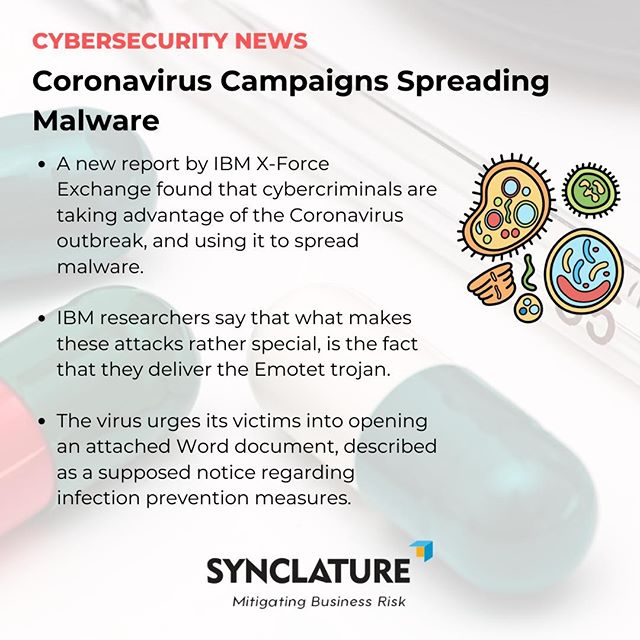 CYBERSECURITY NEWS
Coronavirus Campaigns Spreading
Malware
• A new report by IBM X-Force
Exchange found that cybercriminals are
taking advantage of the Coronavirus
outbreak, and using it to spread
malware.
• IBM researchers say that what makes
these attacks rather special, is the fact
that they deliver the Emotet trojan.
• The virus urges its victims into opening
an attached Word document, described
as a supposed notice regarding
infection prevention measures.
SYNCLATURE
Mitigating Business Risk